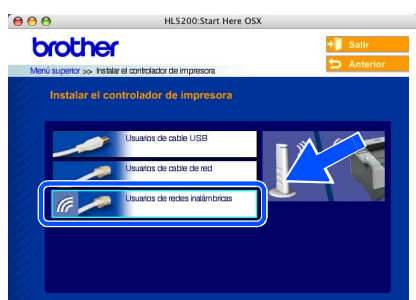 HL5200:Start Here OSX
brother
Salir
Anterior
Menú superior >> Instalar el controlador de impresora
Instalar el controlador de impresora
Usuarios de cable USB
Usuarios de cable de red
Usuarios de redes inalámbricas